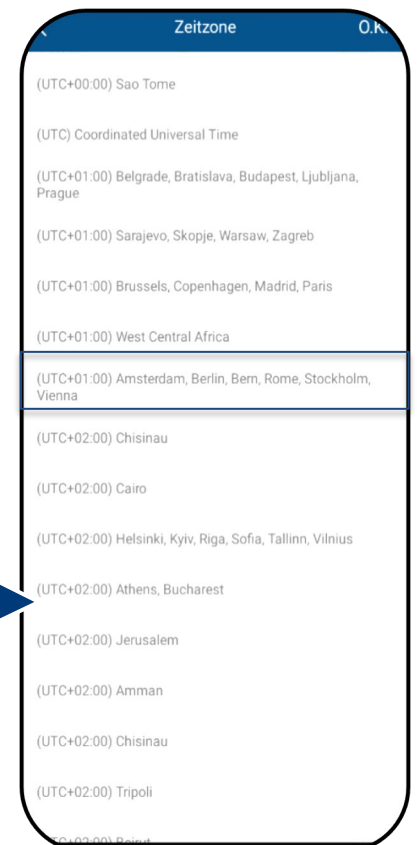 Zeitzone
O.K.
(UTC+00:00) Sao Tome
(UTC) Coordinated Universal Time
(UTC+01:00) Belgrade, Bratislava, Budapest, Ljubljana,
Prague
(UTC+01:00) Sarajevo, Skopje, Warsaw, Zagreb
(UTC+01:00) Brussels, Copenhagen, Madrid, Paris
(UTC+01:00) West Central Africa
(UTC+01:00) Amsterdam, Berlin, Bern, Rome, Stockholm,
Vienna
(UTC+02:00) Chisinau
(UTC+02:00) Cairo
(UTC+02:00) Helsinki, Kyiv, Riga, Sofia, Tallinn, Vilnius
(UTC+02:00) Athens, Bucharest
(UTC+02:00) Jerusalem
(UTC+02:00) Amman
(UTC+02:00) Chisinau
(UTC+02:00) Tripoli
(UTC+02:00) Beirut